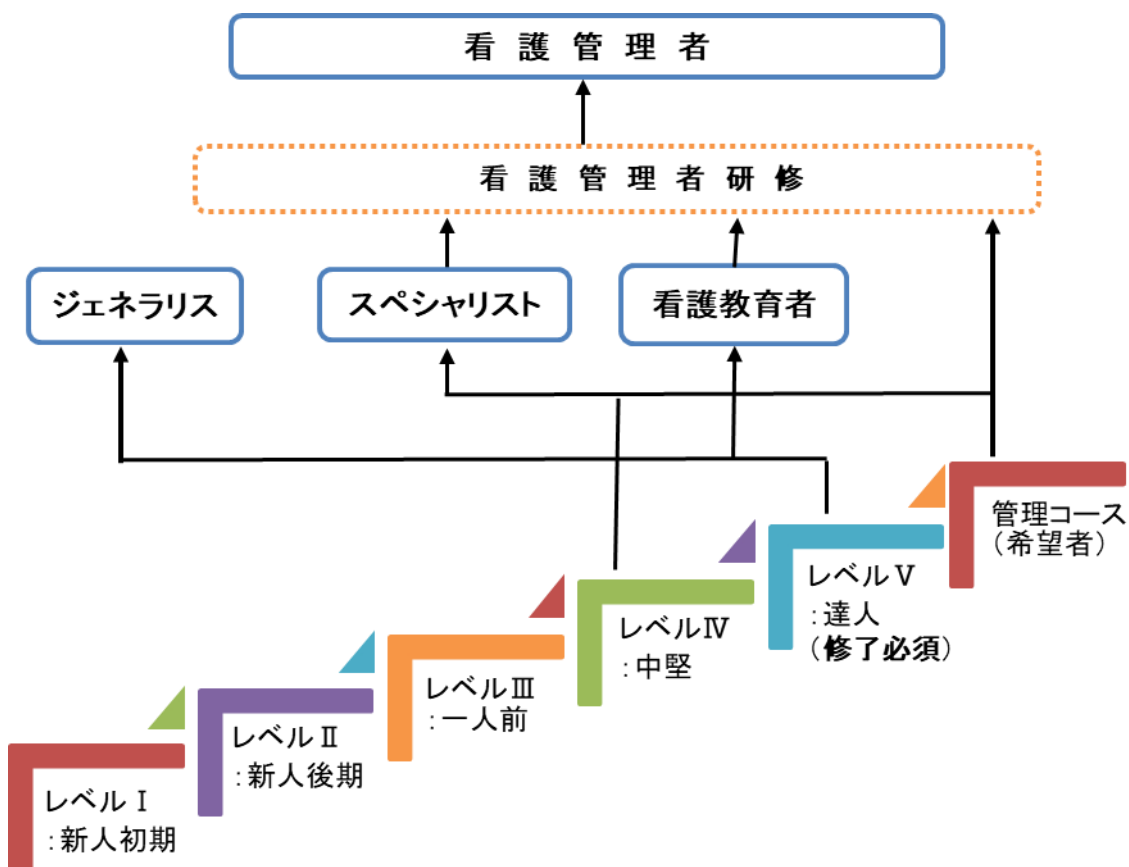 看護管理者
看護管理者研修
ジェネラリス
スペシャリスト
看護教育者
管理コース
（希望者）
レベルⅤ
：達人
（修了必須）
レベルⅣ
：中堅
レベルⅢ
：一人前
レベルⅡ
：新人後期
レベルⅠ
：新人初期